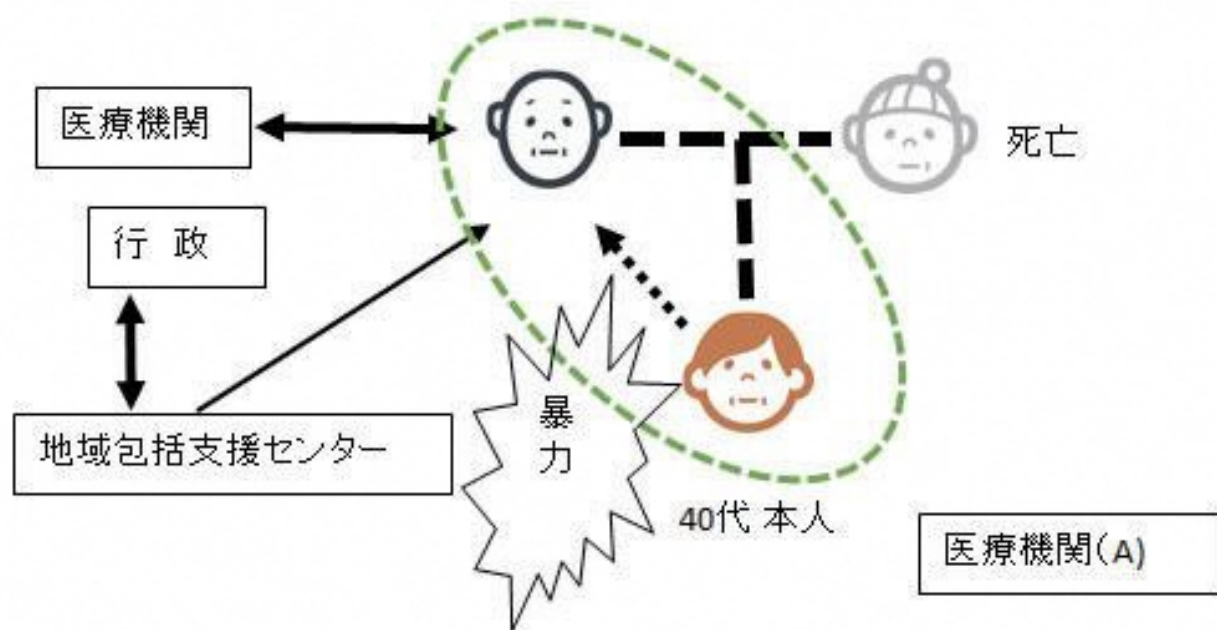 医療機関
死亡
行 政
地域包括支援センター
暴力
40代 本人
医療機関(A)